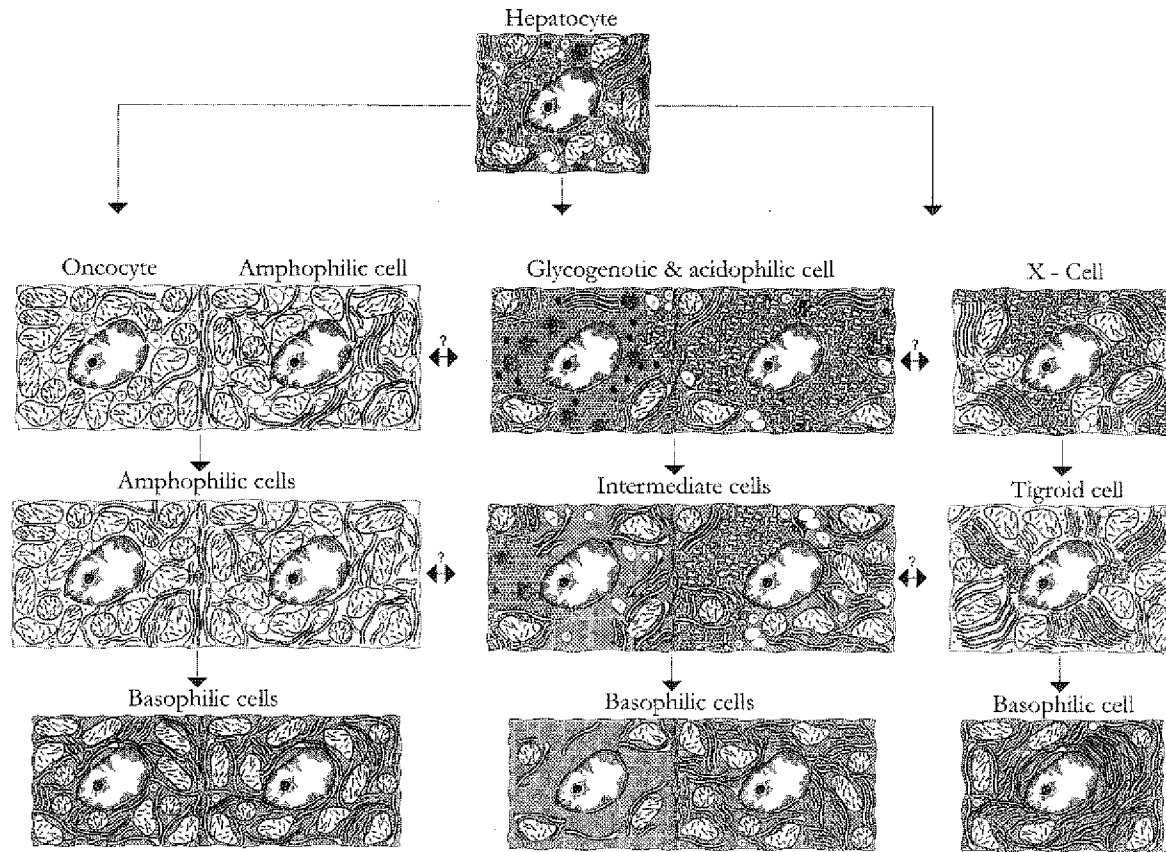 Hepatocyte
Oncocyte
Amphophilic cell
Glycogenotic & acidophilic cell
X - Cell
?
?
Amphophilic cells
Intermediate cells
Tigroid cell
?
?
Basophilic cells
Basophilic cells
Basophilic cell